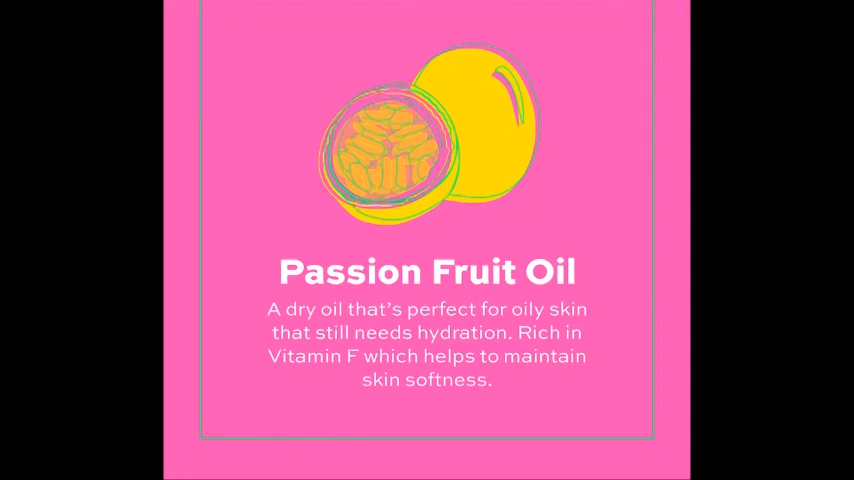 Passion Fruit Oil
A dry oil that's perfect for oily skin
that still needs hydration. Rich in
Vitamin F which helps to maintain
skin softness.